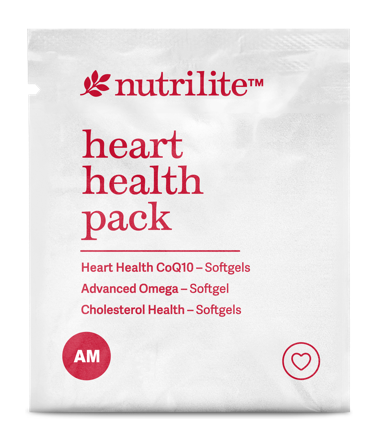 nutrilite™
heart
health
pack
Heart Health CoQ10 – Softgels
Advanced Omega – Softgel
Cholesterol Health – Softgels
AM